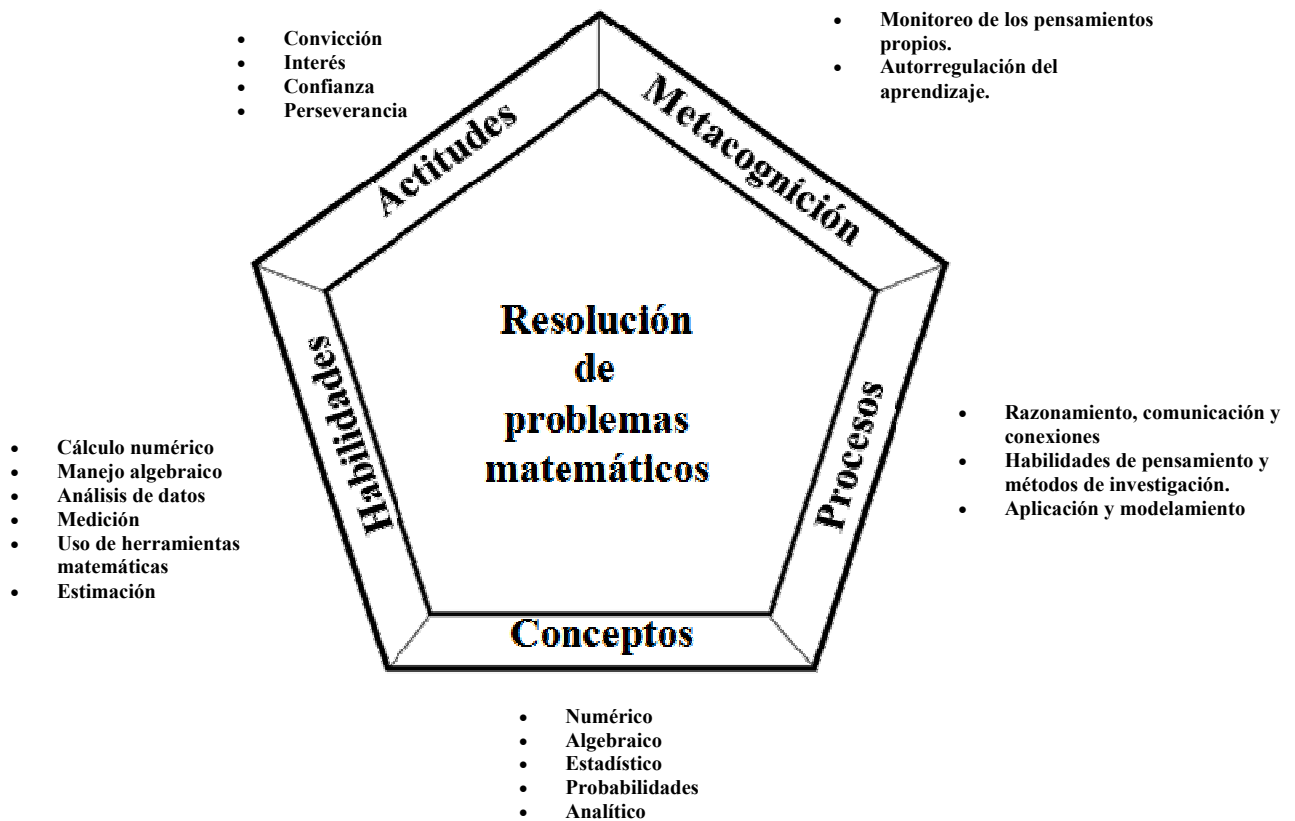 Convicción
Interés
Confianza
Perseverancia
Monitoreo de los pensamientos
propios.
Autorregulación del
aprendizaje.
Actitudes
Metacognición
Resolución
de
problemas
matemáticos
Habilidades
Procesos
Cálculo numérico
Manejo algebraico
Análisis de datos
Medición
Uso de herramientas
matemáticas
Estimación
Razonamiento, comunicación y
conexiones
Habilidades de pensamiento y
métodos de investigación.
Aplicación y modelamiento
Conceptos
Numérico
Algebraico
Estadístico
Probabilidades
Analítico